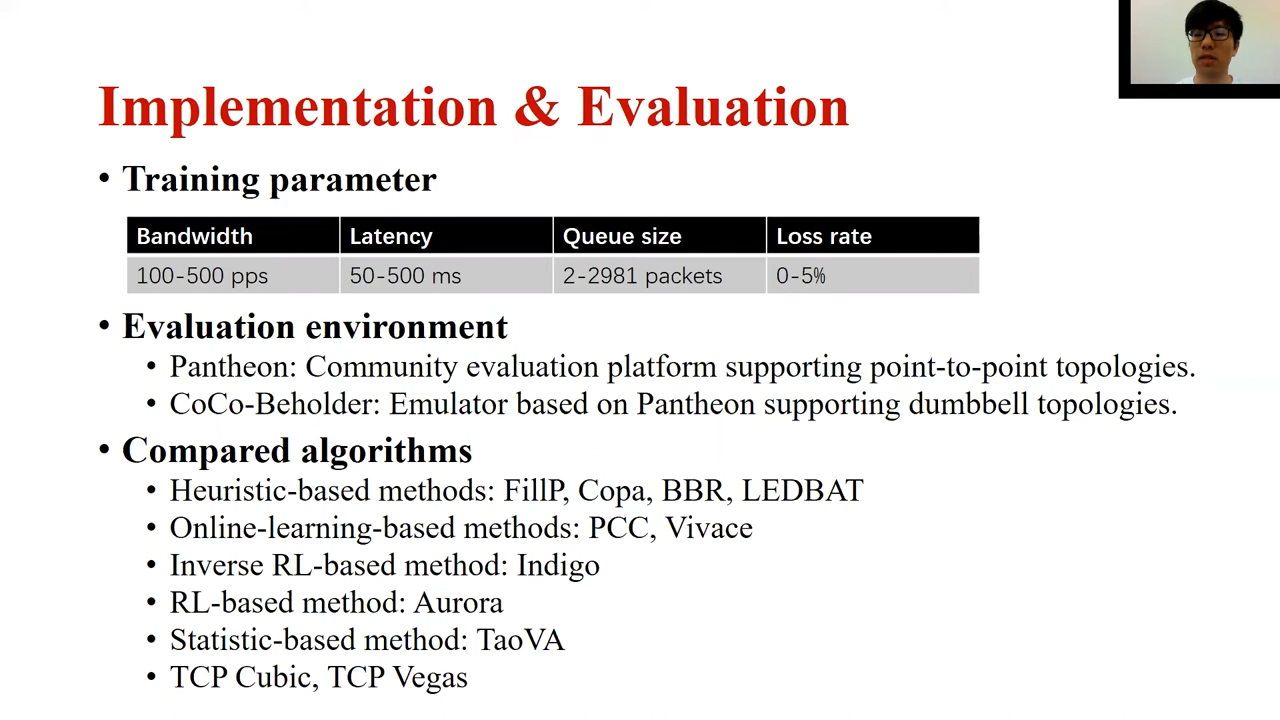 Implementation & Evaluation
• Training parameter
Bandwidth Latency Queue size Loss rate
100-500 pps 50-500 ms 2-2981 packets 0-5%
• Evaluation environment
• Pantheon: Community evaluation platform supporting point-to-point topologies.
• CoCo-Beholder: Emulator based on Pantheon supporting dumbbell topologies.
• Compared algorithms
• Heuristic-based methods: FillP, Copa, BBR, LEDBAT
• Online-learning-based methods: PCC, Vivace
• Inverse RL-based method: Indigo
• RL-based method: Aurora
• Statistic-based method: TaoVA
• TCP Cubic, TCP Vegas